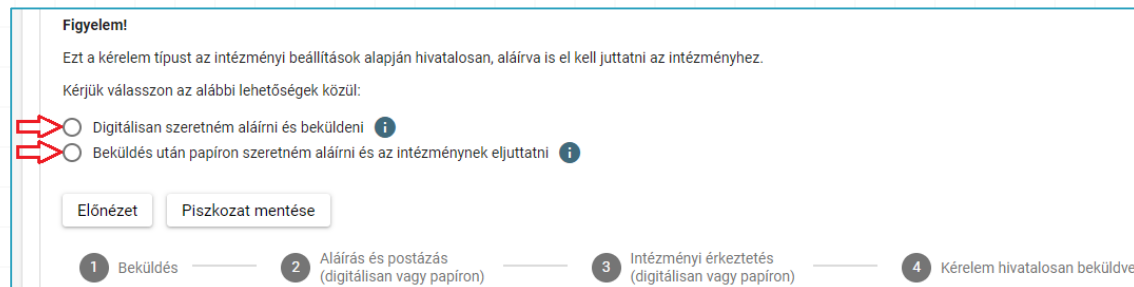 Figyelem!
Ezt a kérelem típust az intézményi beállítások alapján hivatalosan, aláírva is el kell juttatni az intézményhez.
Kérjük válasszon az alábbi lehetőségek közül:
Digitálisan szeretném aláírni és beküldeni i
Beküldés után papíron szeretném aláírni és az intézménynek eljuttatni i
Előnézet Piszkozat mentése
1 Beküldés
2 Aláírás és postázás
(digitálisan vagy papíron)
3 Intézményi érkeztetés
(digitálisan vagy papíron)
4 Kérelem hivatalosan beküldve